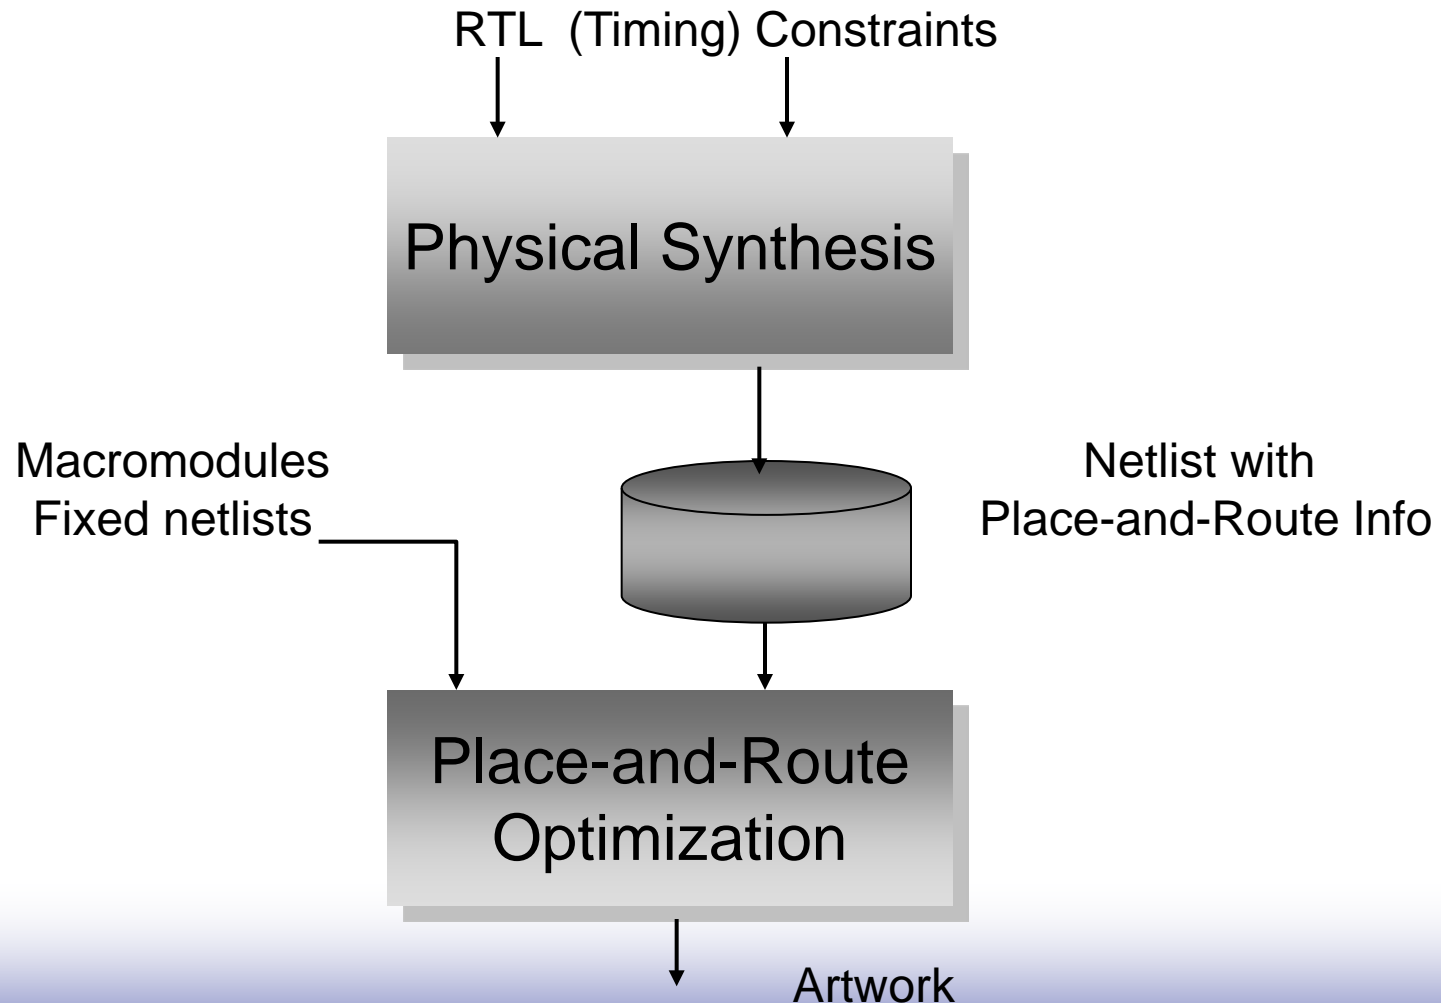 RTL (Timing) Constraints
Physical Synthesis
Macromodules
Fixed netlists
Netlist with
Place-and-Route Info
Place-and-Route
Optimization
Artwork